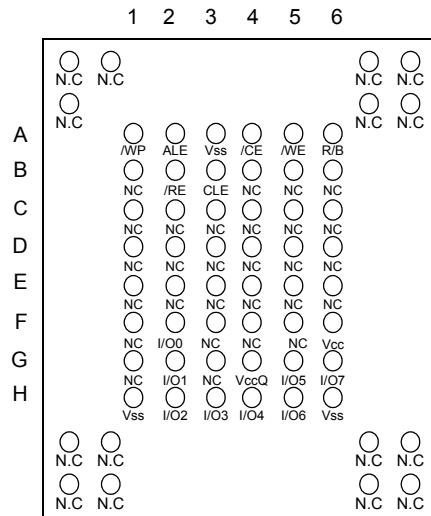 1 2 3 4 5 6
N.C N.C N.C N.C
N.C N.C N.C
A
/WP ALE Vss /CE /WE R/B
B
NC /RE CLE NC NC NC
C
NC NC NC NC NC NC
D
NC NC NC NC NC NC
E
NC NC NC NC NC NC
F
NC I/O0 NC NC NC Vcc
G
NC I/O1 NC VccQ I/O5 I/O7
H
Vss I/O2 I/O3 I/O4 I/O6 Vss
N.C N.C N.C N.C
N.C N.C N.C N.C